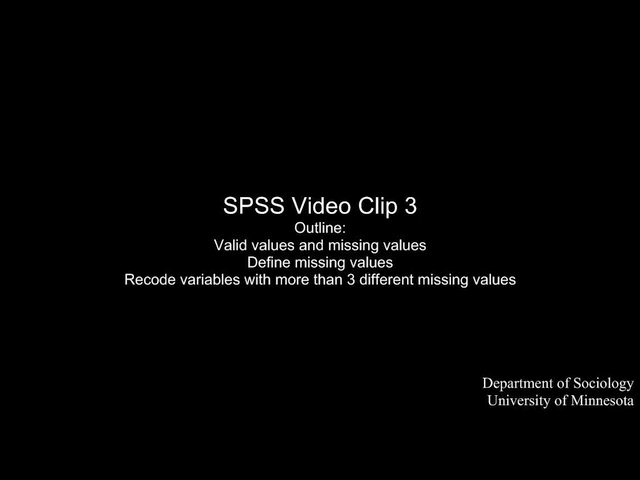 SPSS Video Clip 3
Outline:
Valid values and missing values
Define missing values
Recode variables with more than 3 different missing values
Department of Sociology
University of Minnesota